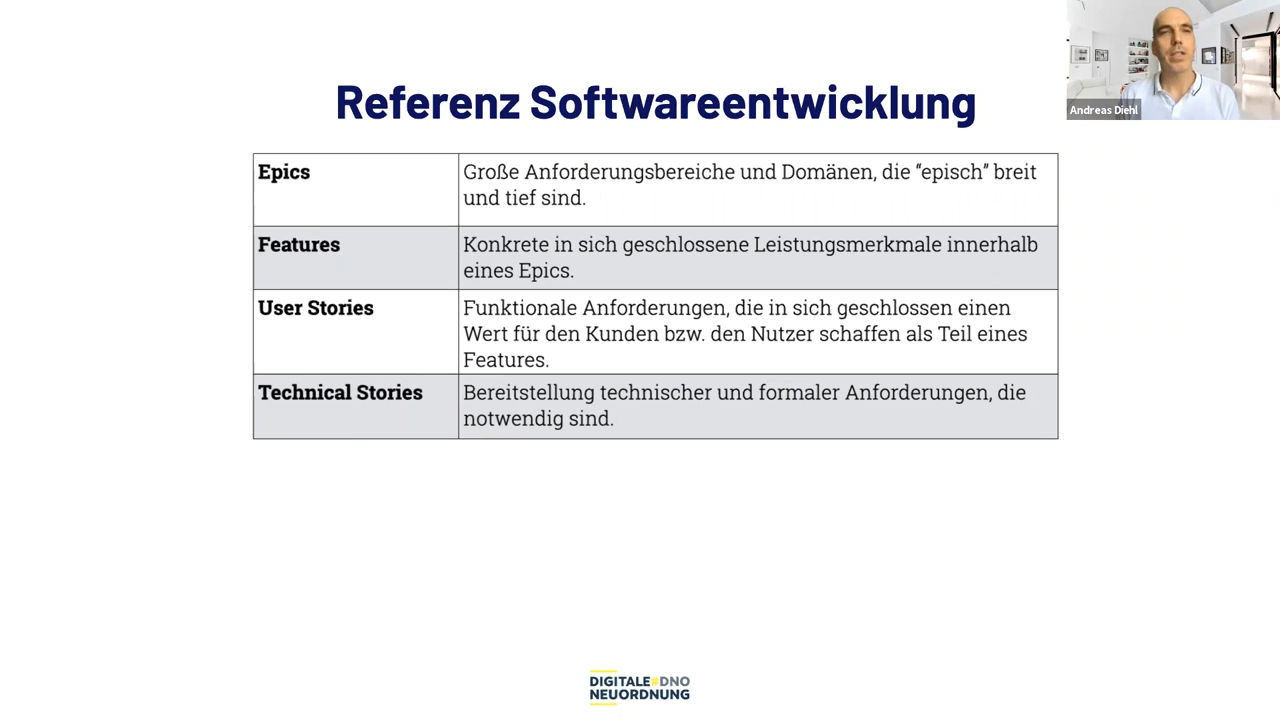 Referenz Softwareentwicklung
Andreas Diehl
Epics
Große Anforderungsbereiche und Domänen, die “episch” breit
und tief sind.
Features
Konkrete in sich geschlossene Leistungsmerkmale innerhalb
eines Epics.
User Stories
Funktionale Anforderungen, die in sich geschlossen einen
Wert für den Kunden bzw. den Nutzer schaffen als Teil eines
Features.
Technical Stories
Bereitstellung technischer und formaler Anforderungen, die
notwendig sind.
DIGITALE#DNO
NEUORDNUNG